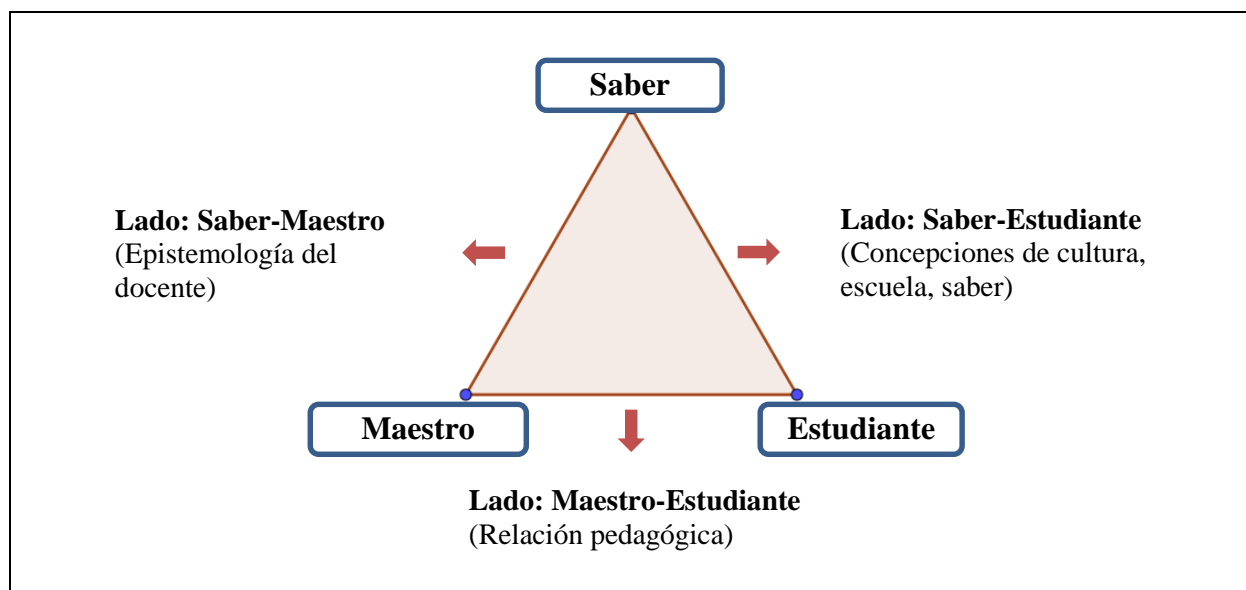 Saber
Lado: Saber-Maestro
(Epistemología del
docente)
Lado: Saber-Estudiante
(Concepciones de cultura,
escuela, saber)
Maestro
Estudiante
Lado: Maestro-Estudiante
(Relación pedagógica)